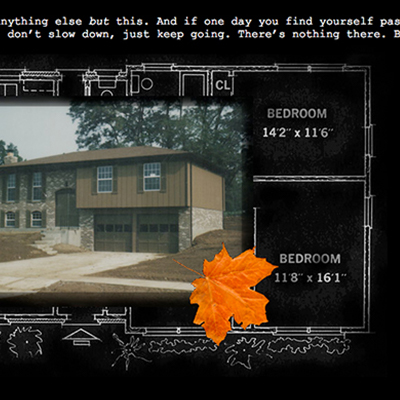 nything else but this. And if one day you find yourself pas
don't slow down, just keep going. There's nothing there. B
CL
BEDROOM
14'2" x 11'6"
BEDROOM
11'8" x 16'1"